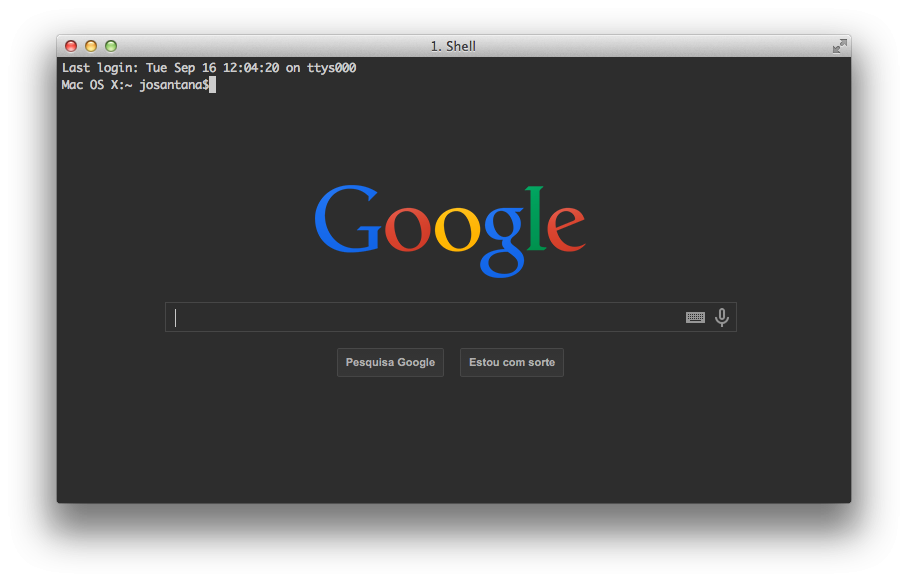 1. Shell
Last login: Tue Sep 16 12:04:20 on ttys000
Mac OS X:~ josantana$
Google
Pesquisa Google
Estou com sorte